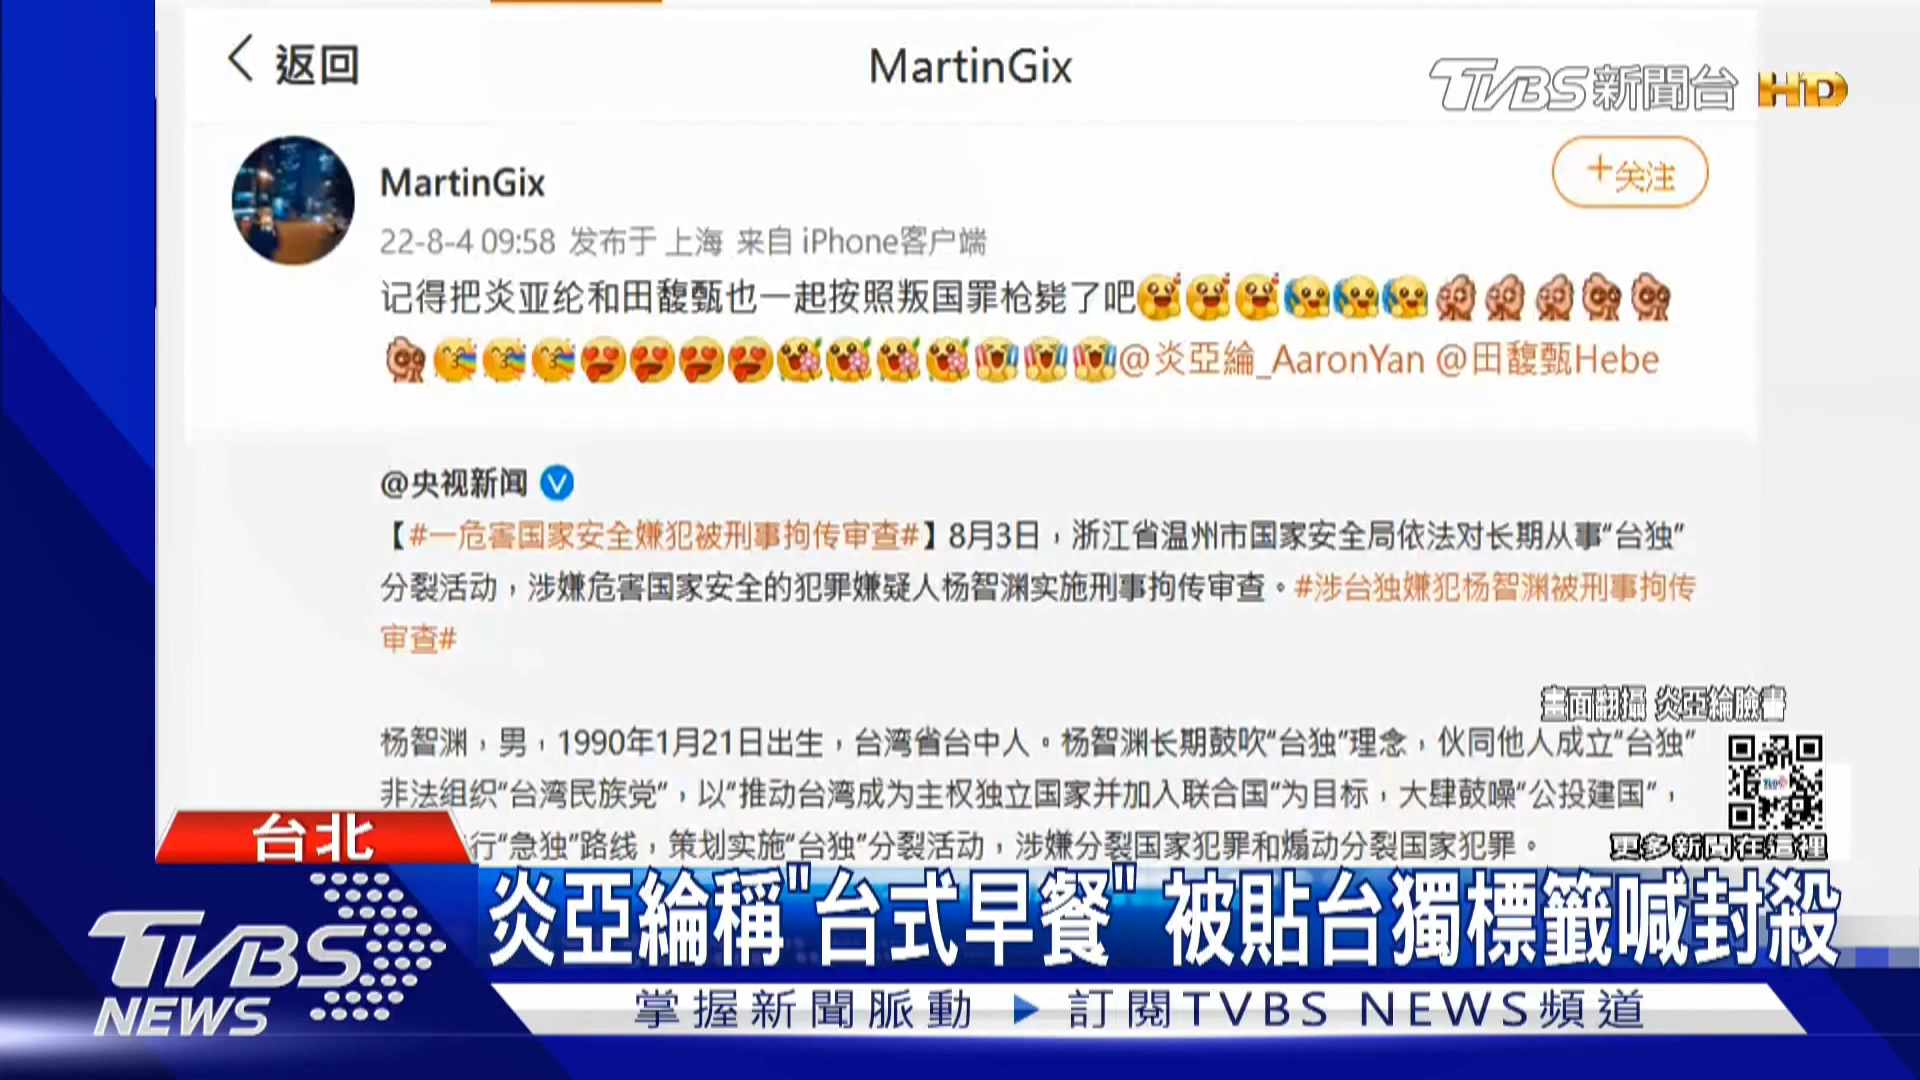 返回
MartinGix
TVBS新聞台 HD
MartinGix
+关注
22-8-4 09:58 发布于 上海 来自 iPhone客户端
记得把炎亚纶和田馥甄也一起按照叛国罪枪毙了吧
@炎亞綸_AaronYan @田馥甄Hebe
@央视新闻
【#一危害国家安全嫌犯被刑事拘传审查#】8月3日，浙江省温州市国家安全局依法对长期从事“台独”
分裂活动，涉嫌危害国家安全的犯罪嫌疑人杨智渊实施刑事拘传审查。#涉台独嫌犯杨智渊被刑事拘传
审查#
畫面翻攝 炎亞綸臉書
杨智渊，男，1990年1月21日出生，台湾省台中人。杨智渊长期鼓吹“台独”理念，伙同他人成立“台独”
非法组织“台湾民族党”，以“推动台湾成为主权独立国家并加入联合国“为目标，大肆鼓噪“公投建国”，
行“急独”路线，策划实施“台独”分裂活动，涉嫌分裂国家犯罪和煽动分裂国家犯罪。
更多新聞在這裡
台北
炎亞綸稱"台式早餐" 被貼台獨標籤喊封殺
TVBS
NEWS
掌握新聞脈動 ▶ 訂閱TVBS NEWS頻道